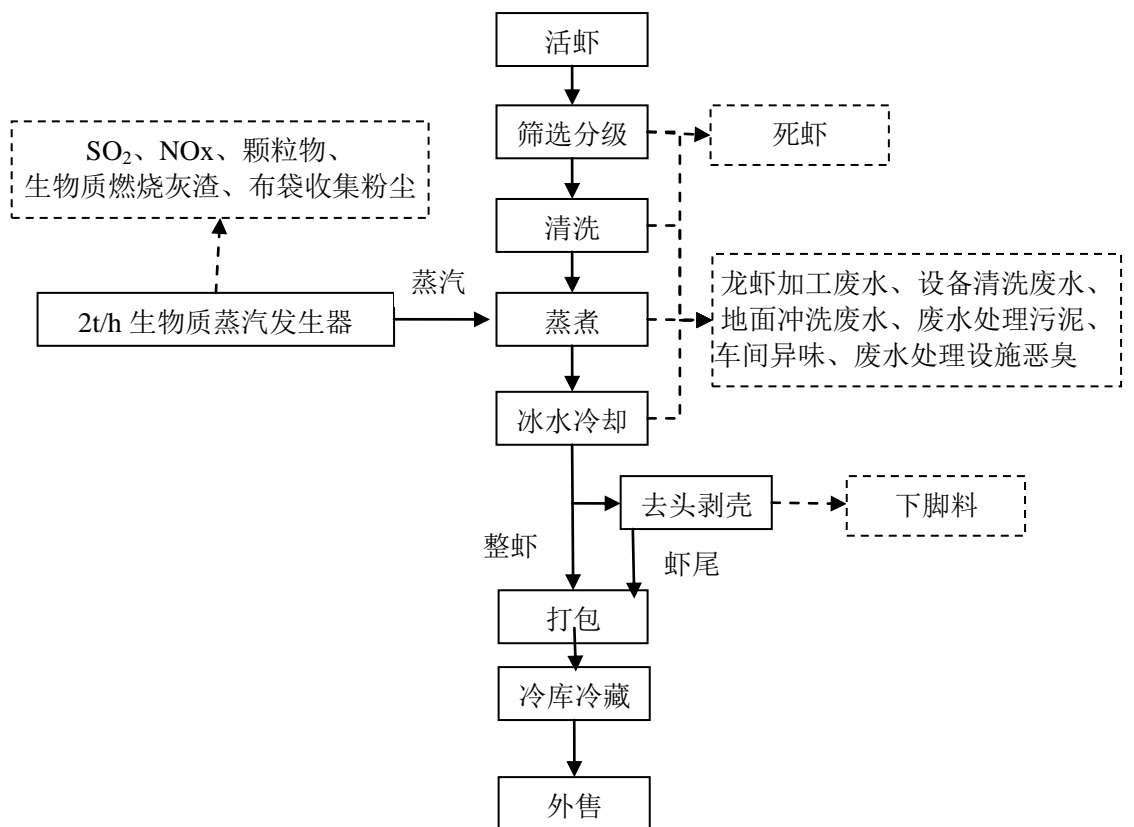 活虾
筛选分级
死虾
SO₂、NOx、颗粒物、
生物质燃烧灰渣、布袋收集粉尘
清洗
蒸汽
2t/h 生物质蒸汽发生器
蒸煮
龙虾加工废水、设备清洗废水、
地面冲洗废水、废水处理污泥、
车间异味、废水处理设施恶臭
冰水冷却
去头剥壳
下脚料
整虾
虾尾
打包
冷库冷藏
外售